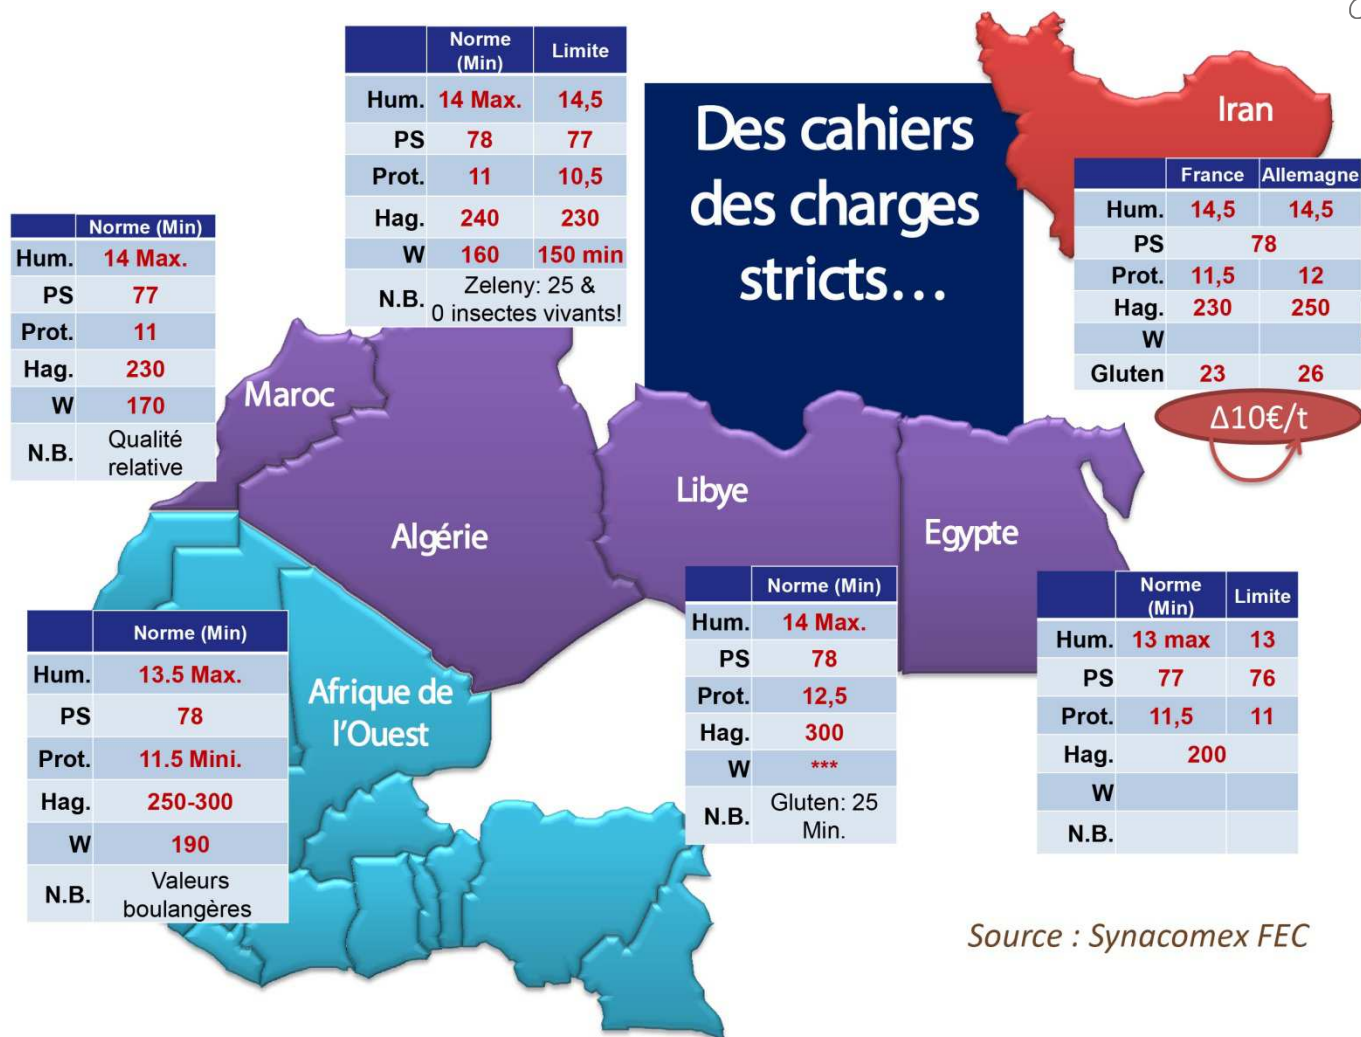 Des cahiers
des charges
stricts…
Norme (Min) Limite
Hum. 14 Max. 14,5
PS 78 77
Prot. 11 10,5
Hag. 240 230
W 160 150 min
N.B. Zeleny: 25 &
0 insectes vivants!
Norme (Min)
Hum. 14 Max.
PS 77
Prot. 11
Hag. 230
W 170
N.B. Qualité
relative
Iran
France Allemagne
Hum. 14,5 14,5
PS 78
Prot. 11,5 12
Hag. 230 250
W
Gluten 23 26
Δ10€/t
Maroc
Algérie
Libye
Egypte
Afrique de
l'Ouest
Norme (Min)
Hum. 13.5 Max.
PS 78
Prot. 11.5 Mini.
Hag. 250-300
W 190
N.B. Valeurs
boulangères
Norme (Min)
Hum. 14 Max.
PS 78
Prot. 12,5
Hag. 300
W ***
N.B. Gluten: 25
Min.
Norme (Min) Limite
Hum. 13 max 13
PS 77 76
Prot. 11,5 11
Hag. 200
W
N.B.
Source : Synacomex FEC